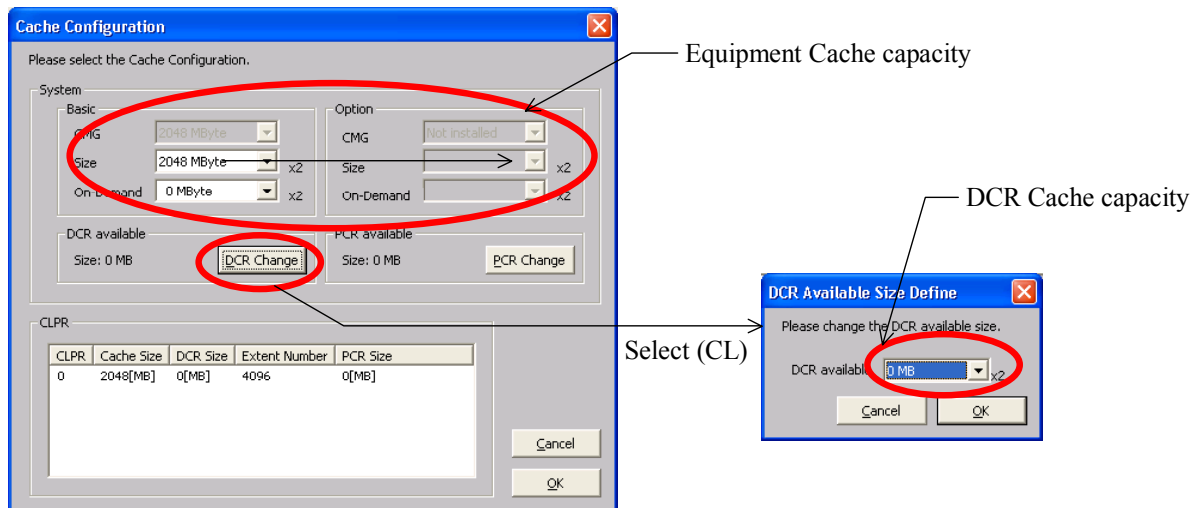 Cache Configuration
Please select the Cache Configuration.
Equipment Cache capacity
System
Basic
CMG 2048 MByte
Size 2048 MByte x2
On-Demand 0 MByte x2
Option
CMG Not installed
Size x2
On-Demand x2
DCR available
Size: 0 MB DCR Change
PCR available
Size: 0 MB PCR Change
CLPR
CLPR Cache Size DCR Size Extent Number PCR Size
0 2048[MB] 0[MB] 4096 0[MB]
Cancel
OK
Select (CL)
DCR Cache capacity
DCR Available Size Define
Please change the DCR available size.
DCR available 0 MB x2
Cancel OK